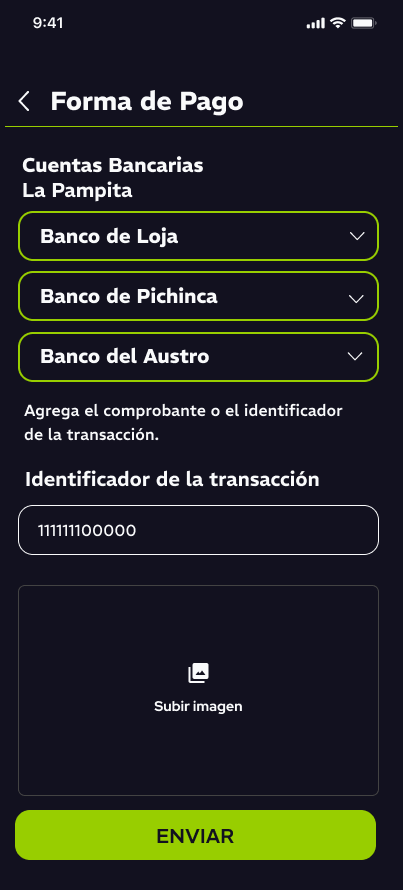 9:41
Forma de Pago
Cuentas Bancarias
La Pampita
Banco de Loja
Banco de Pichinca
Banco del Austro
Agrega el comprobante o el identificador
de la transacción.
Identificador de la transacción
111111100000
Subir imagen
ENVIAR